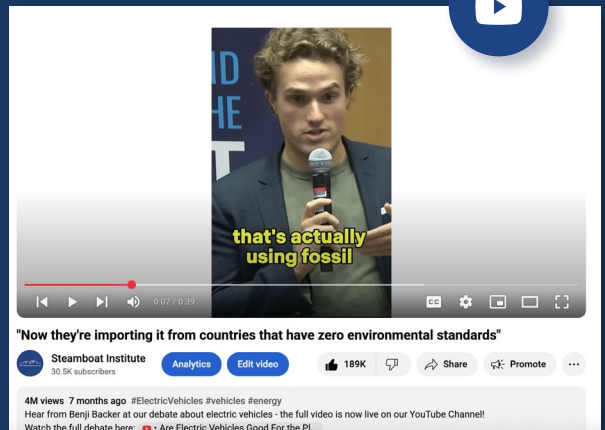 ND
HE
T
that's actually
using fossil
0:07 / 0:39
CC
"Now they're importing it from countries that have zero environmental standards"
Steamboat Institute
30.5K subscribers
Analytics
Edit video
189K
Share
Promote
4M views 7 months ago #ElectricVehicles #vehicles #energy
Hear from Benji Backer at our debate about electric vehicles - the full video is now live on our YouTube Channel!
Watch the full debate here: • Are Electric Vehicles Good For the Pl...